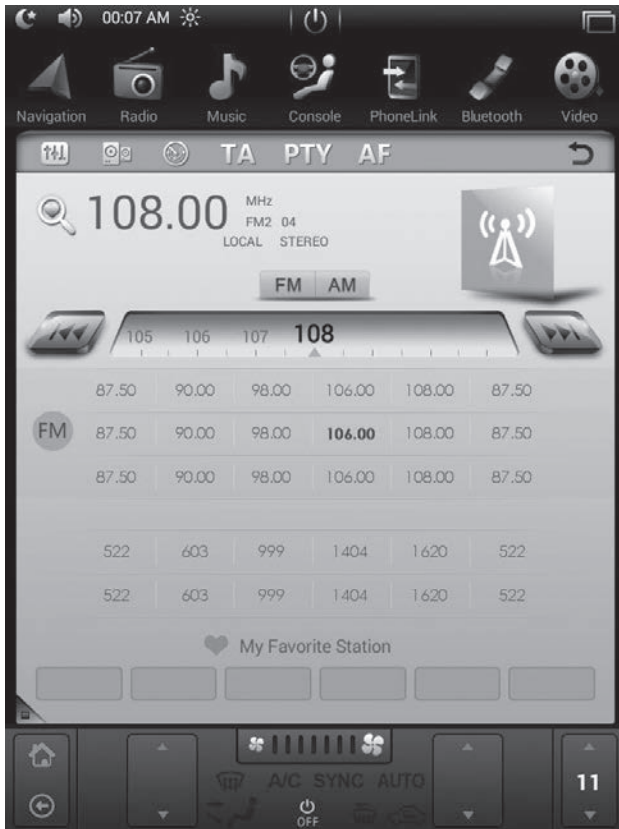 00:07 AM
Navigation Radio Music Console PhoneLink Bluetooth Video
TA PTY AF
108.00 MHz
FM2 04
LOCAL STEREO
FM AM
105 106 107 108
87.50 90.00 98.00 106.00 108.00 87.50
FM 87.50 90.00 98.00 106.00 108.00 87.50
87.50 90.00 98.00 106.00 108.00 87.50
522 603 999 1404 1620 522
522 603 999 1404 1620 522
My Favorite Station
A/C SYNC AUTO
11
OFF